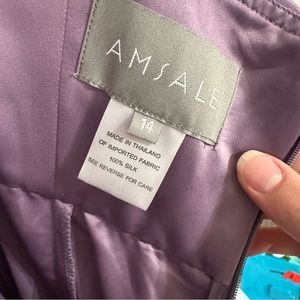 AMSALE
14
MADE IN THAILAND
OF IMPORTED FABRIC
100% SILK
SEE REVERSE FOR CARE